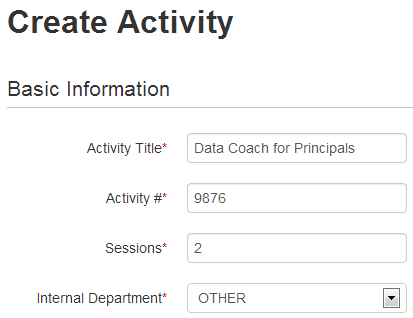 Create Activity
Basic Information
Activity Title* Data Coach for Principals
Activity #* 9876
Sessions* 2
Internal Department* OTHER